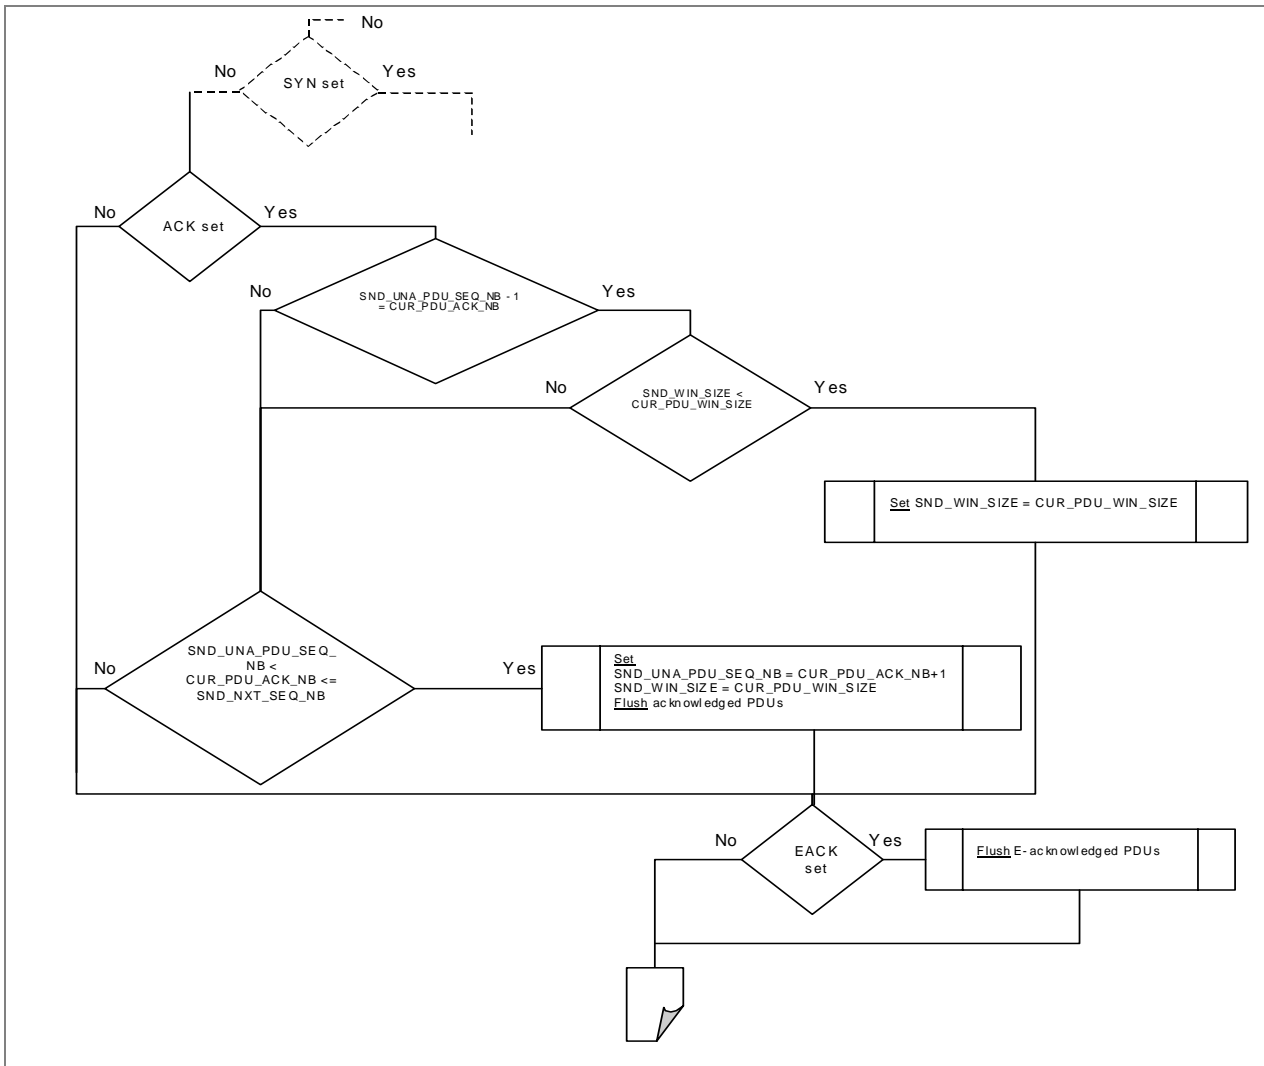 No
No
SYN set
Yes
No
ACK set
Yes
No
SND_UNA_PDU_SEQ_NB - 1
= CUR_PDU_ACK_NB
Yes
No
SND_WIN_SIZE <
CUR_PDU_WIN_SIZE
Yes
Set SND_WIN_SIZE = CUR_PDU_WIN_SIZE
No
SND_UNA_PDU_SEQ_
NB <
CUR_PDU_ACK_NB <=
SND_NXT_SEQ_NB
Yes
Set
SND_UNA_PDU_SEQ_NB = CUR_PDU_ACK_NB+1
SND_WIN_SIZE = CUR_PDU_WIN_SIZE
Flush acknowledged PDUs
No
EACK
set
Yes
Flush E-acknowledged PDUs